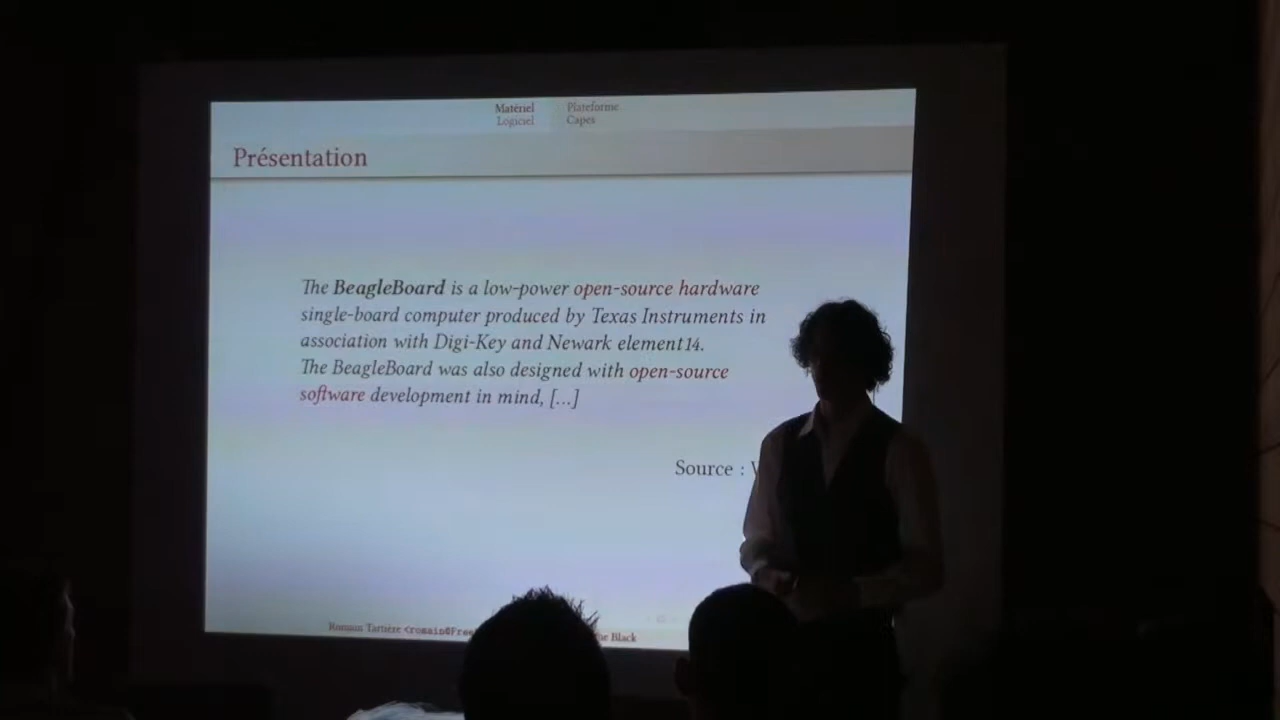 Matériel Plateforme
Logiciel Capes
Présentation
The BeagleBoard is a low-power open-source hardware
single-board computer produced by Texas Instruments in
association with Digi-Key and Newark element14.
The BeagleBoard was also designed with open-source
software development in mind, [...]
Source :
Romain Tartière <romain@Free Black